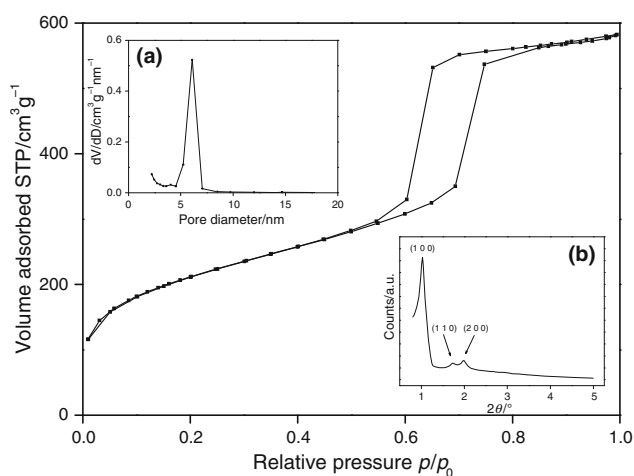 600
400
200
0
Volume adsorbed STP/cm³g⁻¹
0.0 0.2 0.4 0.6 0.8 1.0
Relative pressure p/p₀
(a)
0.6
0.4
0.2
0.0
dV/dD/cm³g⁻¹nm⁻¹
0 5 10 15 20
Pore diameter/nm
(b)
(1 0 0)
(1 1 0) (2 0 0)
Counts/a.u.
1 2 3 4 5
2θ/°